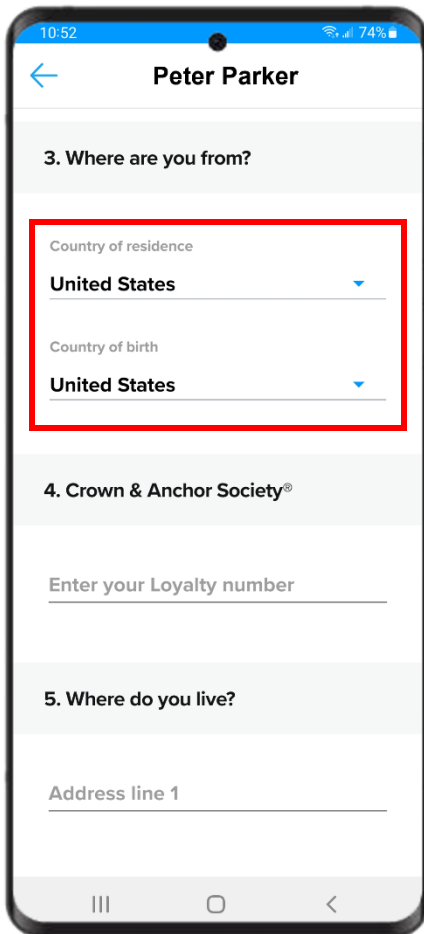 10:52 74%
Peter Parker
3. Where are you from?
Country of residence
United States
Country of birth
United States
4. Crown & Anchor Society®
Enter your Loyalty number
5. Where do you live?
Address line 1